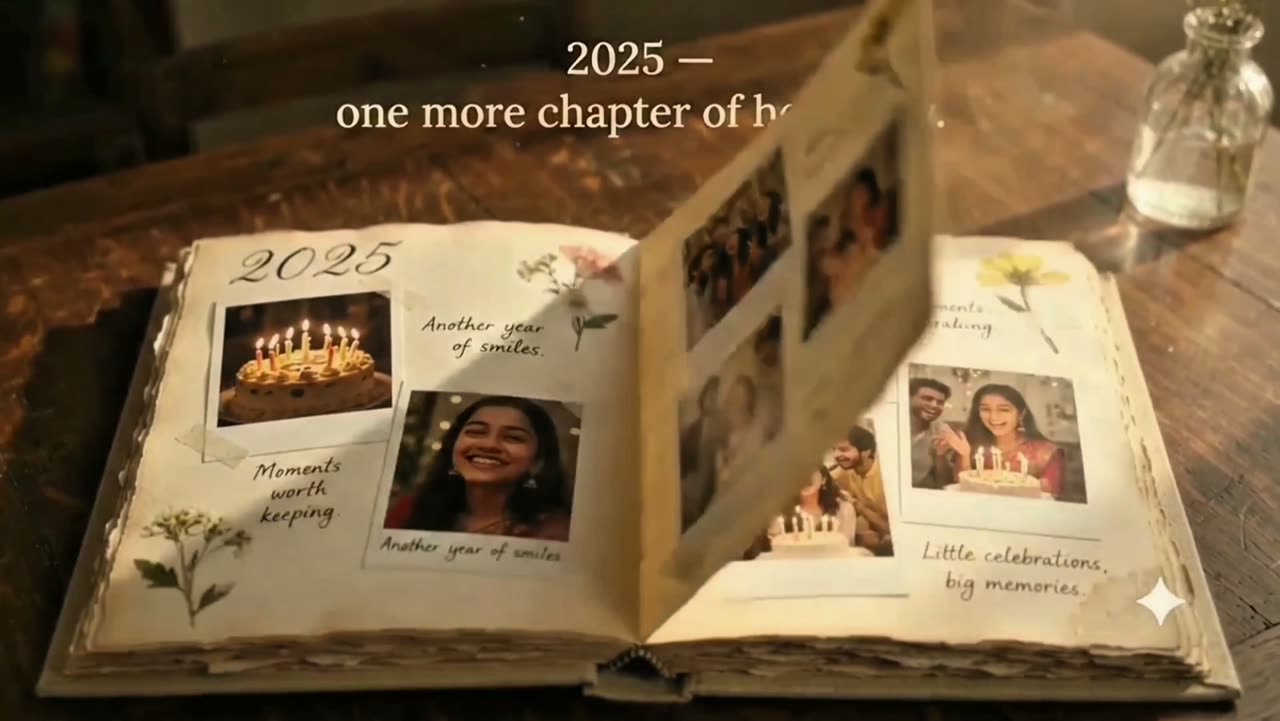 2025 —
one more chapter of
2025
Another year
of smiles.
Moments
worth
keeping.
Another year of smiles
Little celebrations,
big memories.